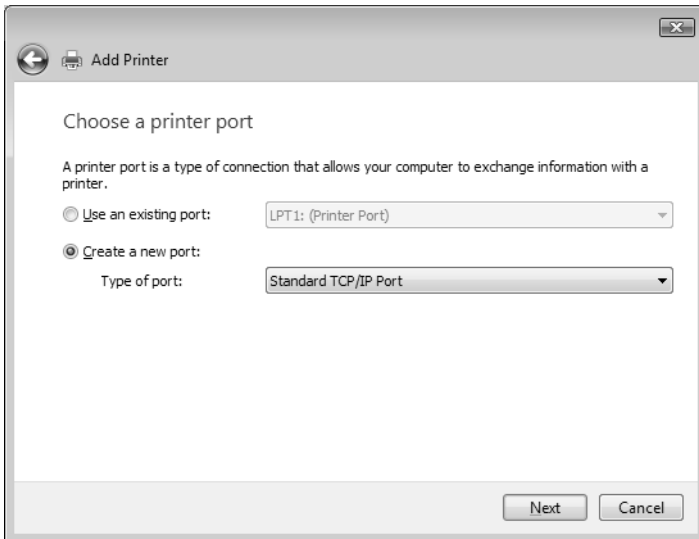 Add Printer
Choose a printer port
A printer port is a type of connection that allows your computer to exchange information with a
printer.
Use an existing port: LPT1: (Printer Port)
Create a new port:
Type of port: Standard TCP/IP Port
Next Cancel